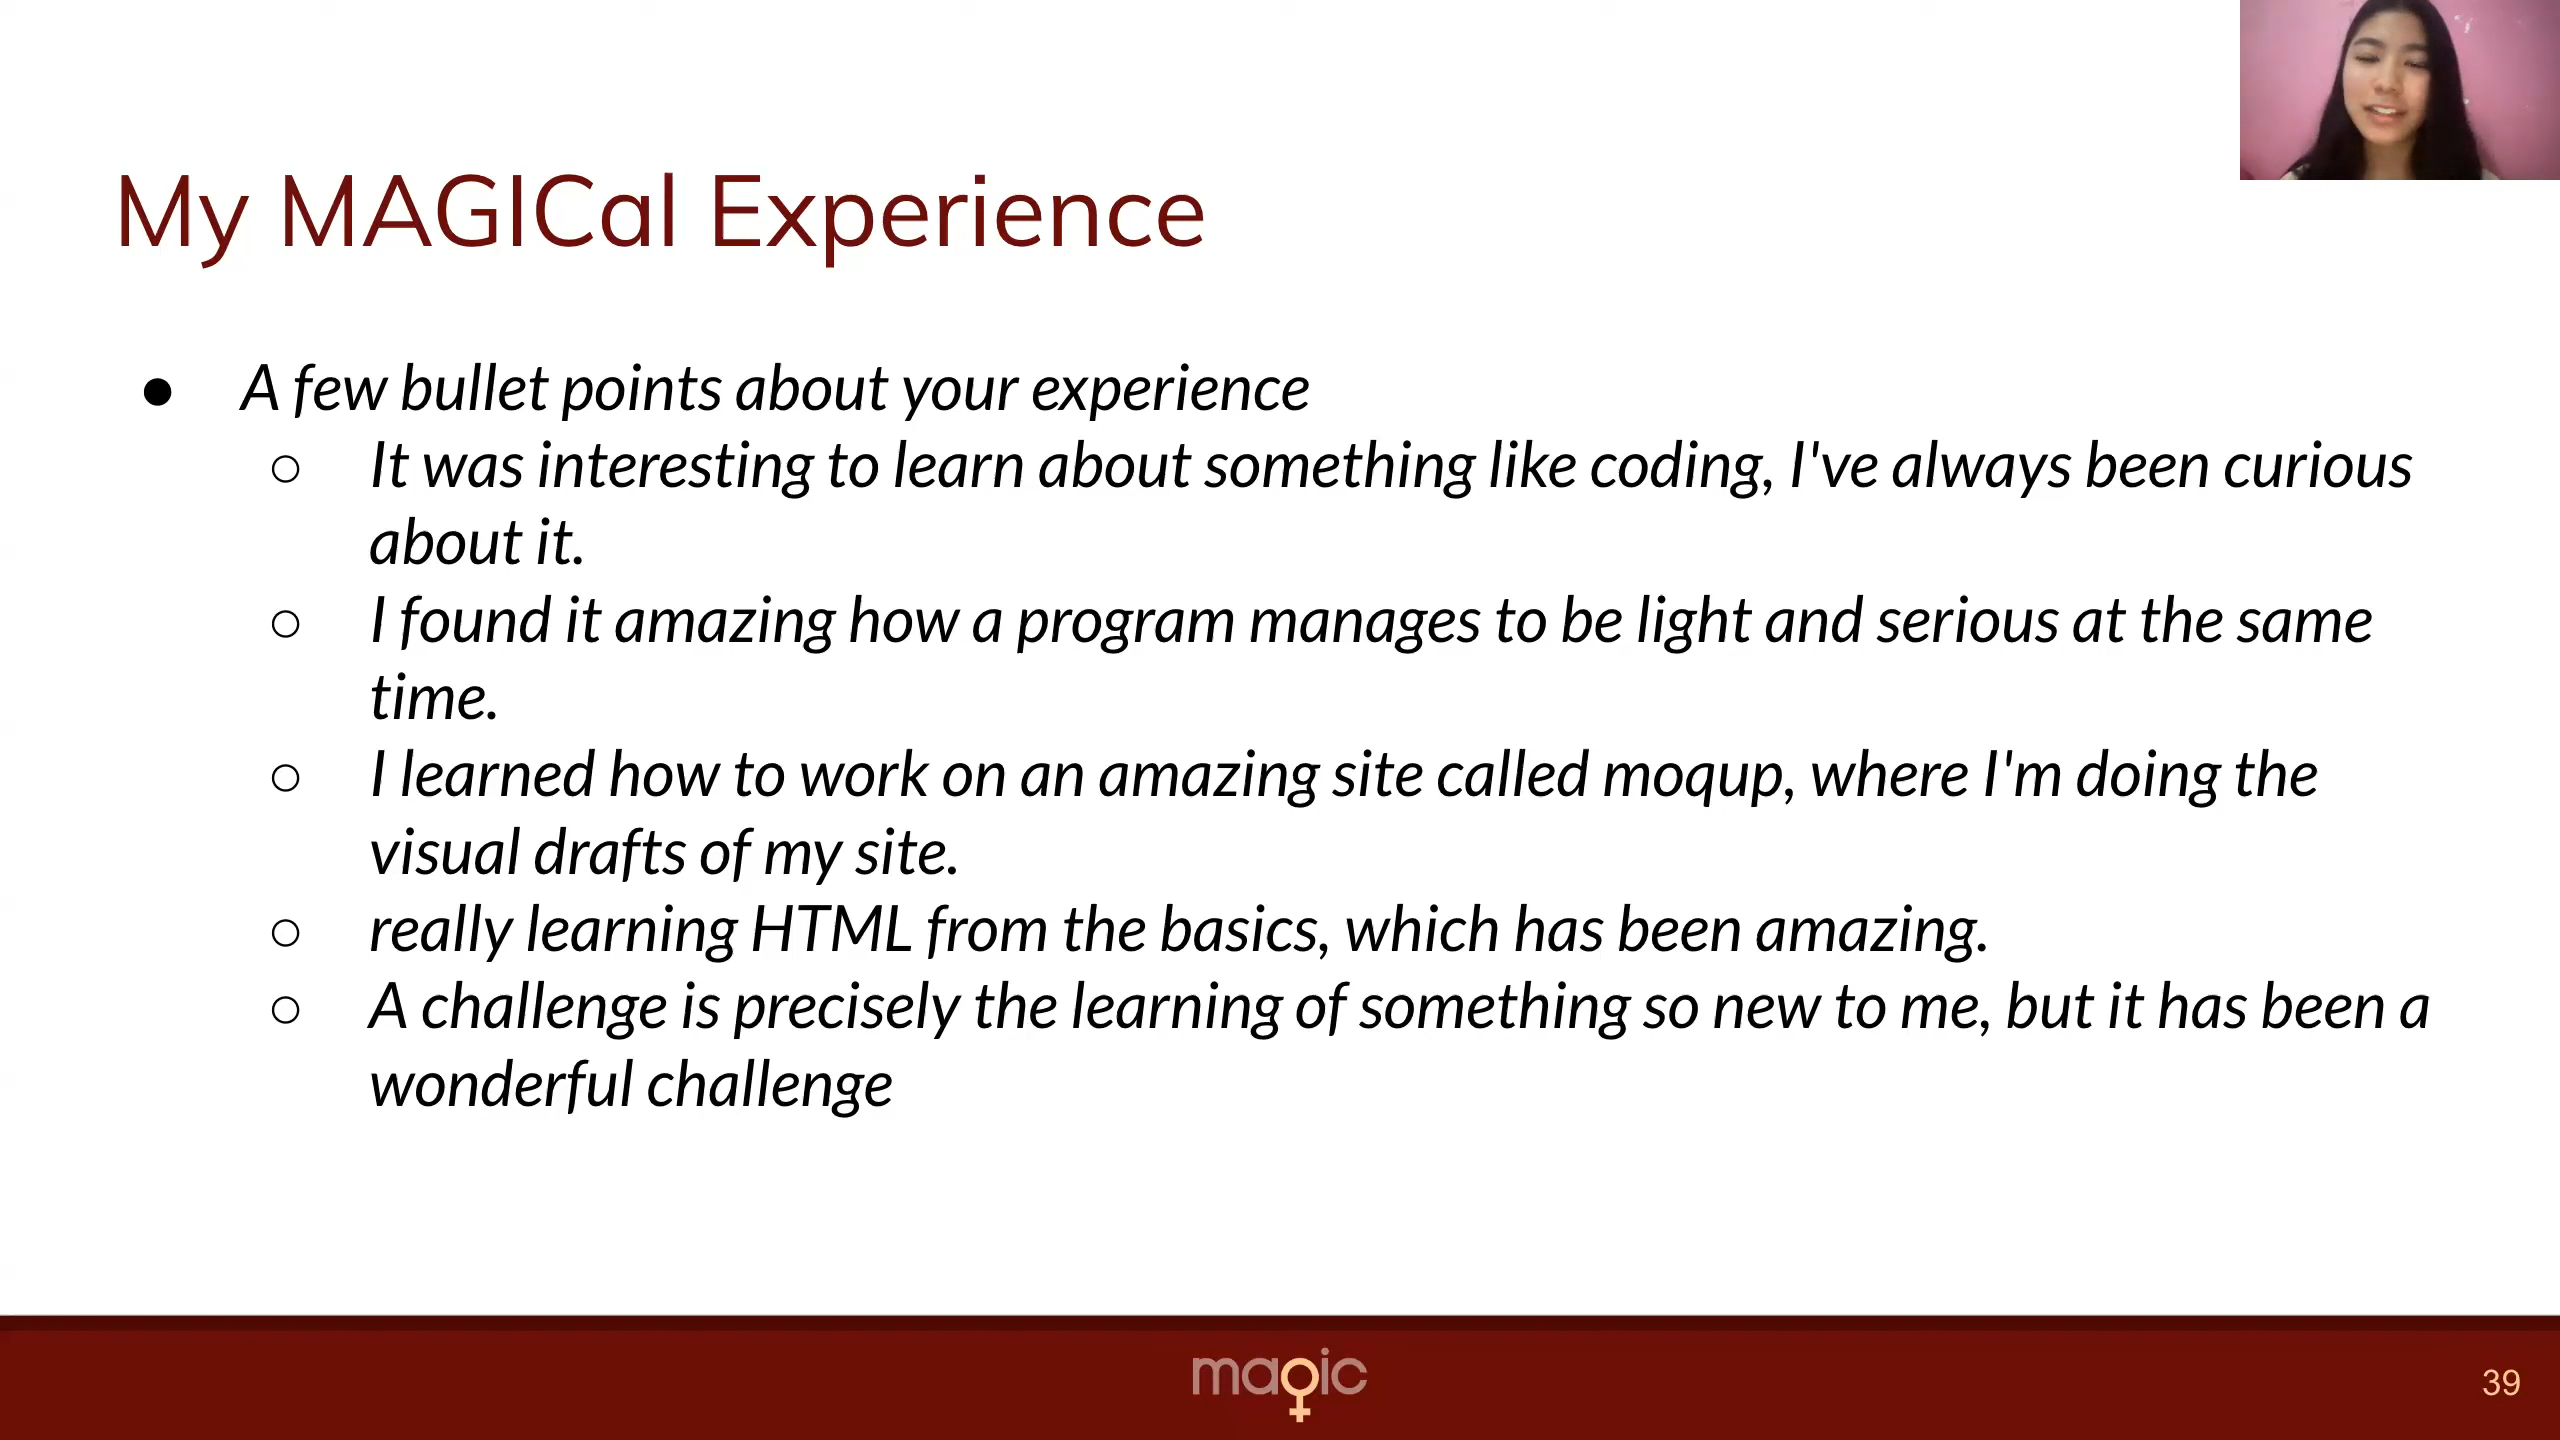 My MAGICal Experience
● A few bullet points about your experience
○ It was interesting to learn about something like coding, I've always been curious
about it.
○ I found it amazing how a program manages to be light and serious at the same
time.
○ I learned how to work on an amazing site called moqup, where I'm doing the
visual drafts of my site.
○ really learning HTML from the basics, which has been amazing.
○ A challenge is precisely the learning of something so new to me, but it has been a
wonderful challenge
magic
39